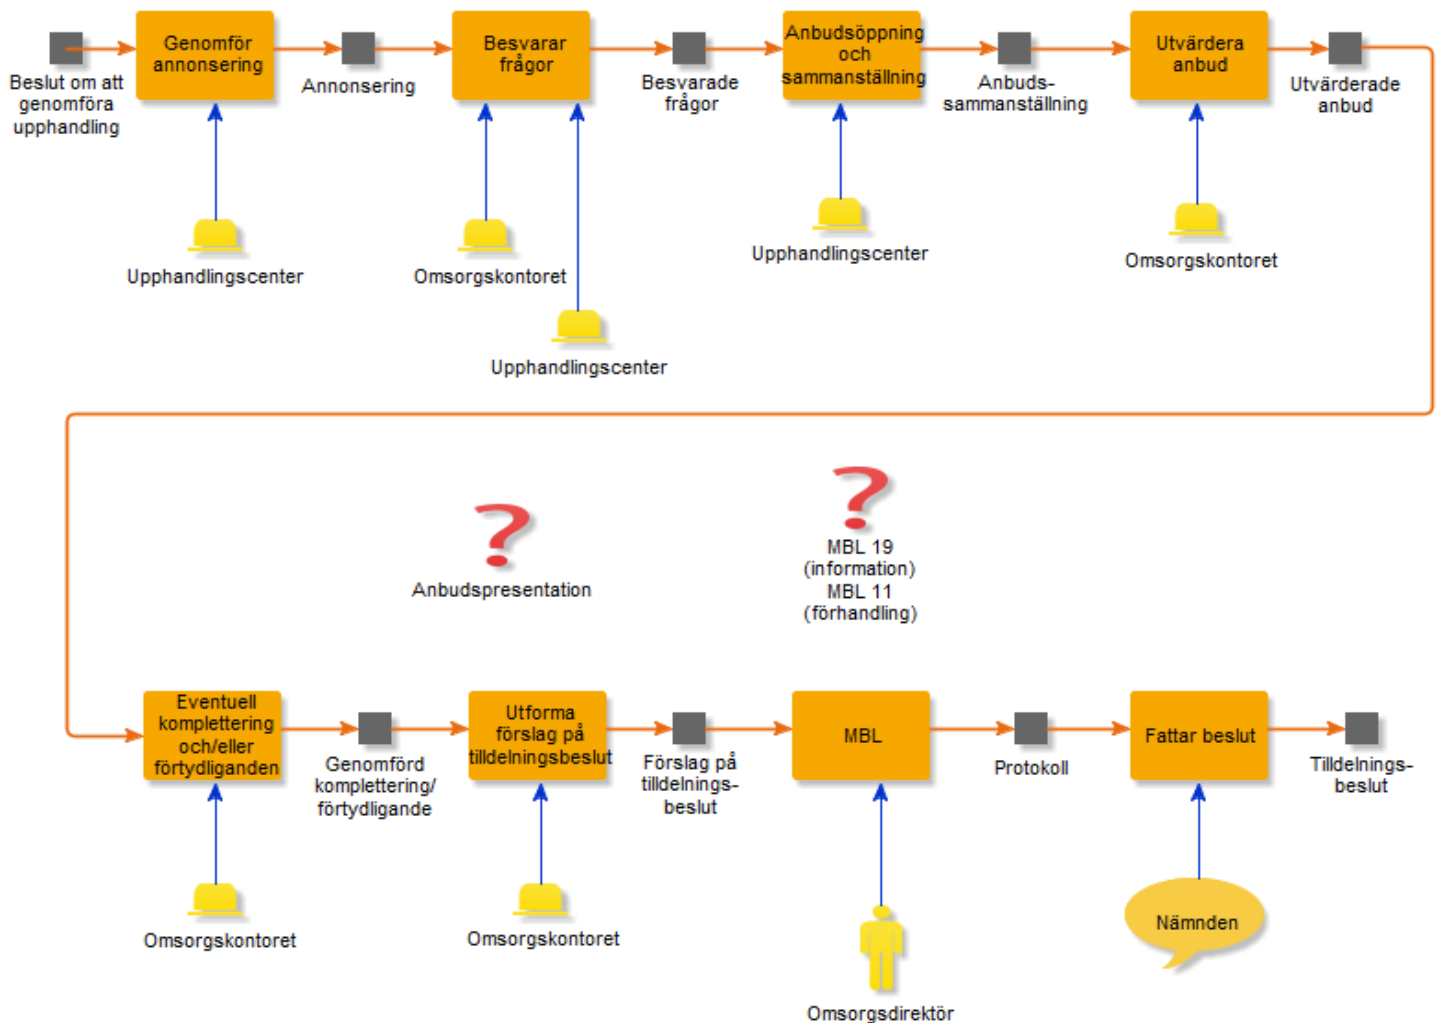 Genomför
annonsering
Besvarar
frågor
Anbudsöppning
och
sammanställning
Utvärdera
anbud
Beslut om att
genomföra
upphandling
Annonsering
Besvarade
frågor
Anbuds-
sammanställning
Utvärderade
anbud
Upphandlingscenter
Omsorgskontoret
Upphandlingscenter
Upphandlingscenter
Omsorgskontoret
Anbudspresentation
MBL 19
(information)
MBL 11
(förhandling)
Eventuell
komplettering
och/eller
förtydliganden
Utforma
förslag på
tilldelningsbeslut
MBL
Fattar beslut
Genomförd
komplettering/
förtydligande
Förslag på
tilldelnings-
beslut
Protokoll
Tilldelnings-
beslut
Omsorgskontoret
Omsorgskontoret
Omsorgsdirektör
Nämnden